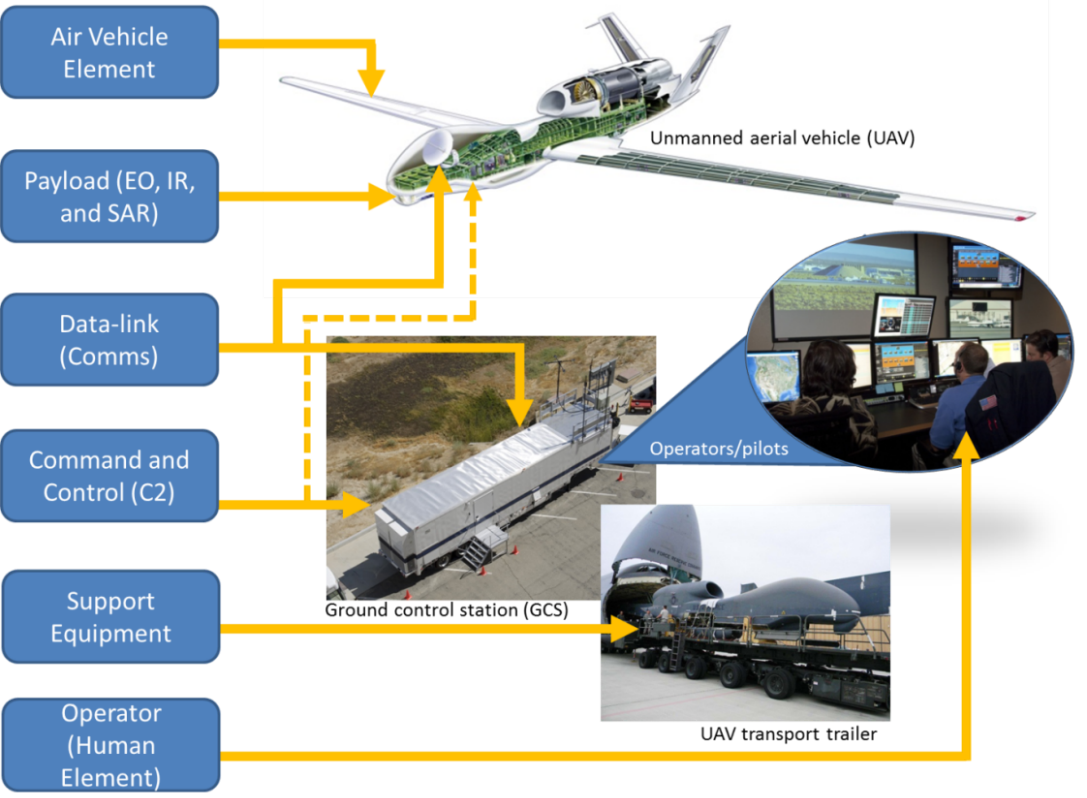 Air Vehicle
Element
Unmanned aerial vehicle (UAV)
Payload (EO, IR,
and SAR)
Data-link
(Comms)
Operators/pilots
Command and
Control (C2)
Ground control station (GCS)
Support
Equipment
UAV transport trailer
Operator
(Human
Element)